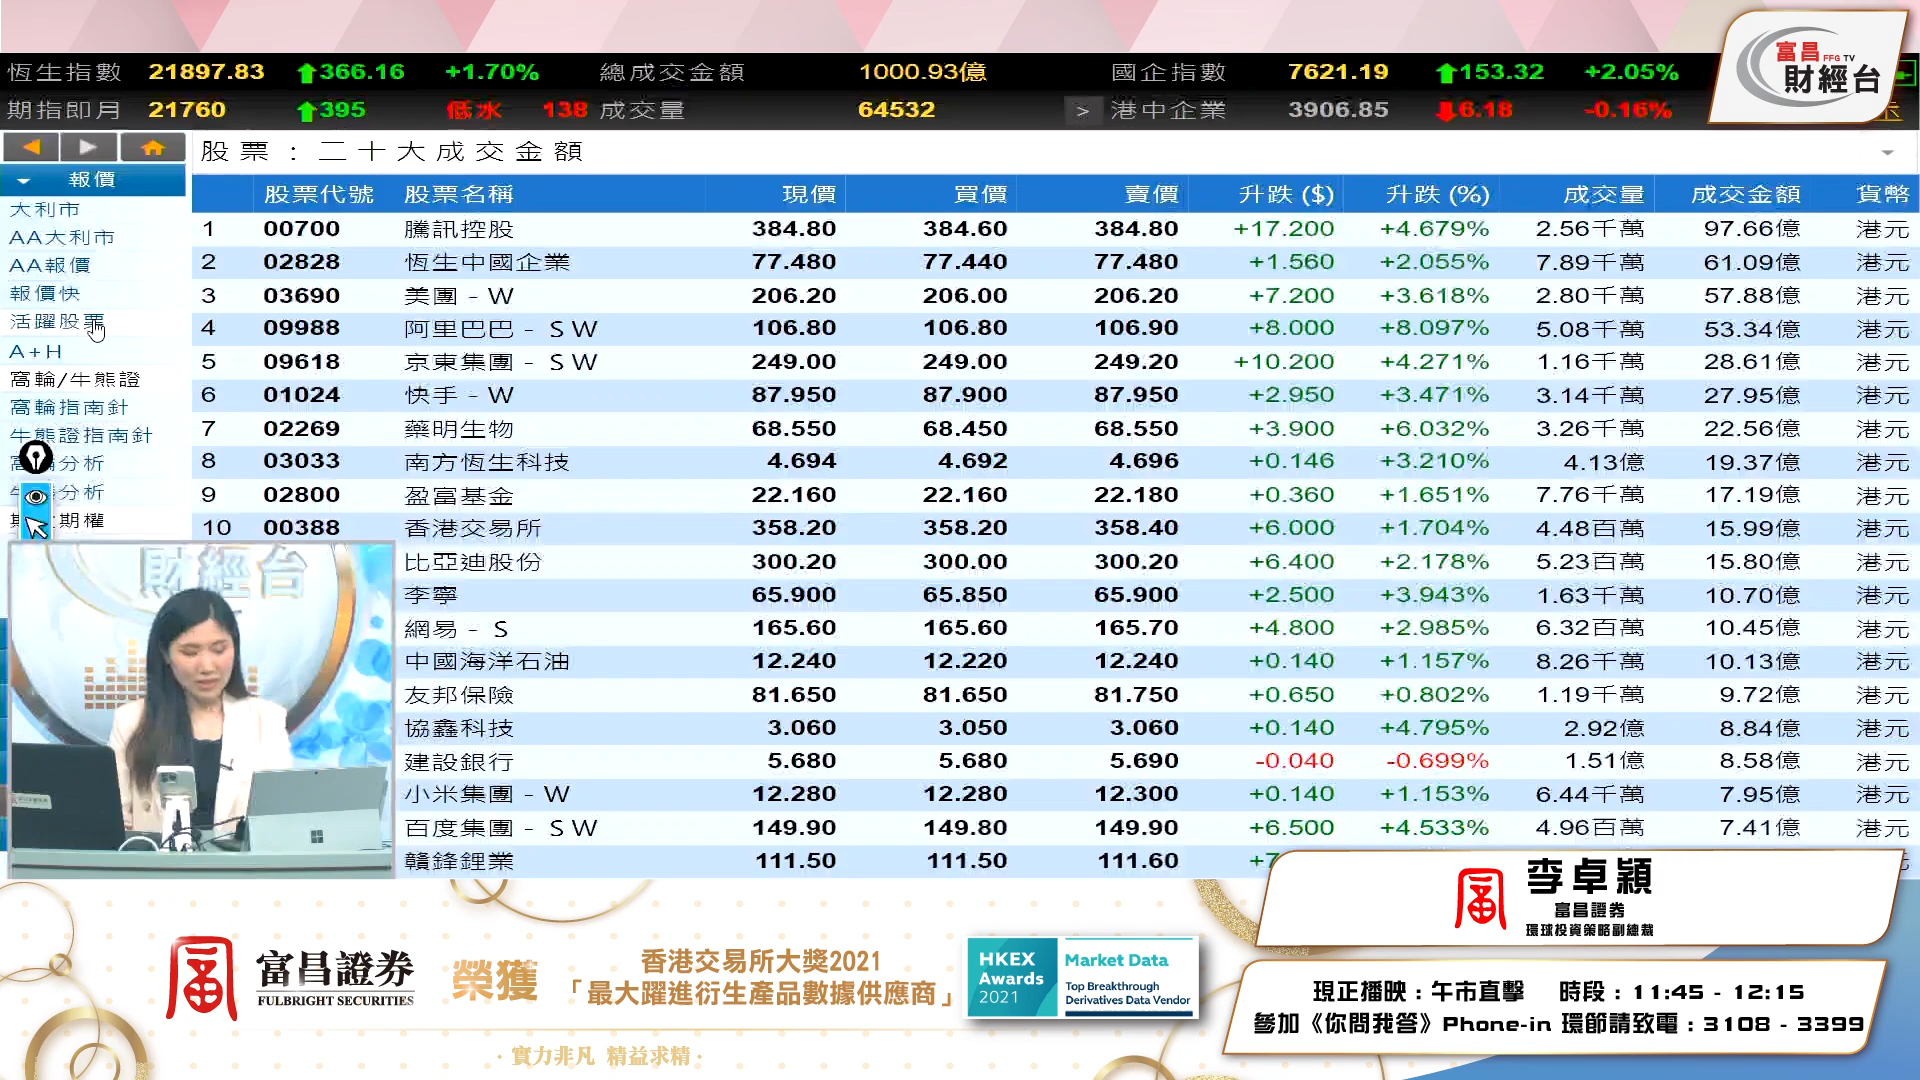 恆生指數 21897.83 366.16 +1.70% 總成交金額 1000.93億 國企指數 7621.19 153.32 +2.05%
期指即月 21760 395 低水 138 成交量 64532 > 港中企業 3906.85 6.18 -0.16%
富昌 FFG TV
財經台
股票：二十大成交金額
報價
大利市
AA大利市
AA報價
報價快
活躍股票
A+H
窩輪/牛熊證
窩輪指南針
牛熊證指南針
分析
分析
期權
股票代號 股票名稱 現價 買價 賣價 升跌 ($) 升跌 (%) 成交量 成交金額 貨幣
1 00700 騰訊控股 384.80 384.60 384.80 +17.200 +4.679% 2.56千萬 97.66億 港元
2 02828 恆生中國企業 77.480 77.440 77.480 +1.560 +2.055% 7.89千萬 61.09億 港元
3 03690 美團 - W 206.20 206.00 206.20 +7.200 +3.618% 2.80千萬 57.88億 港元
4 09988 阿里巴巴 - SW 106.80 106.80 106.90 +8.000 +8.097% 5.08千萬 53.34億 港元
5 09618 京東集團 - SW 249.00 249.00 249.20 +10.200 +4.271% 1.16千萬 28.61億 港元
6 01024 快手 - W 87.950 87.900 87.950 +2.950 +3.471% 3.14千萬 27.95億 港元
7 02269 藥明生物 68.550 68.450 68.550 +3.900 +6.032% 3.26千萬 22.56億 港元
8 03033 南方恆生科技 4.694 4.692 4.696 +0.146 +3.210% 4.13億 19.37億 港元
9 02800 盈富基金 22.160 22.160 22.180 +0.360 +1.651% 7.76千萬 17.19億 港元
10 00388 香港交易所 358.20 358.20 358.40 +6.000 +1.704% 4.48百萬 15.99億 港元
比亞迪股份 300.20 300.00 300.20 +6.400 +2.178% 5.23百萬 15.80億 港元
李寧 65.900 65.850 65.900 +2.500 +3.943% 1.63千萬 10.70億 港元
網易 - S 165.60 165.60 165.70 +4.800 +2.985% 6.32百萬 10.45億 港元
中國海洋石油 12.240 12.220 12.240 +0.140 +1.157% 8.26千萬 10.13億 港元
友邦保險 81.650 81.650 81.750 +0.650 +0.802% 1.19千萬 9.72億 港元
協鑫科技 3.060 3.050 3.060 +0.140 +4.795% 2.92億 8.84億 港元
建設銀行 5.680 5.680 5.690 -0.040 -0.699% 1.51億 8.58億 港元
小米集團 - W 12.280 12.280 12.300 +0.140 +1.153% 6.44千萬 7.95億 港元
百度集團 - SW 149.90 149.80 149.90 +6.500 +4.533% 4.96百萬 7.41億 港元
贛鋒鋰業 111.50 111.50 111.60 +7
財經台
李卓穎
富昌證券
環球投資策略副總裁
富昌證券
FULBRIGHT SECURITIES
榮獲
香港交易所大獎2021
「最大躍進衍生產品數據供應商」
HKEX
Awards
2021
Market Data
Top Breakthrough
Derivatives Data Vendor
·實力非凡 精益求精·
現正播映：午市直擊 時段：11:45 - 12:15
參加《你問我答》Phone-in 環節請致電：3108 - 3399